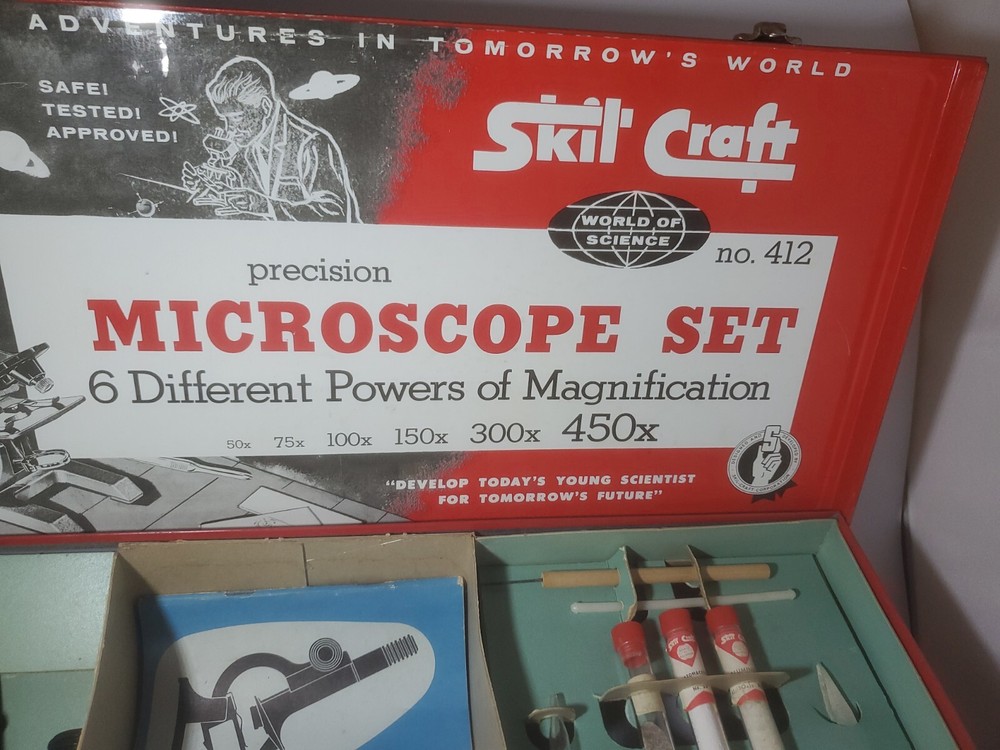 ADVENTURES IN TOMORROW'S WORLD
SAFE!
TESTED!
APPROVED!
Skil Craft
WORLD OF
SCIENCE
no. 412
precision
MICROSCOPE SET
6 Different Powers of Magnification
50x 75x 100x 150x 300x 450x
"DEVELOP TODAY'S YOUNG SCIENTIST
FOR TOMORROW'S FUTURE"